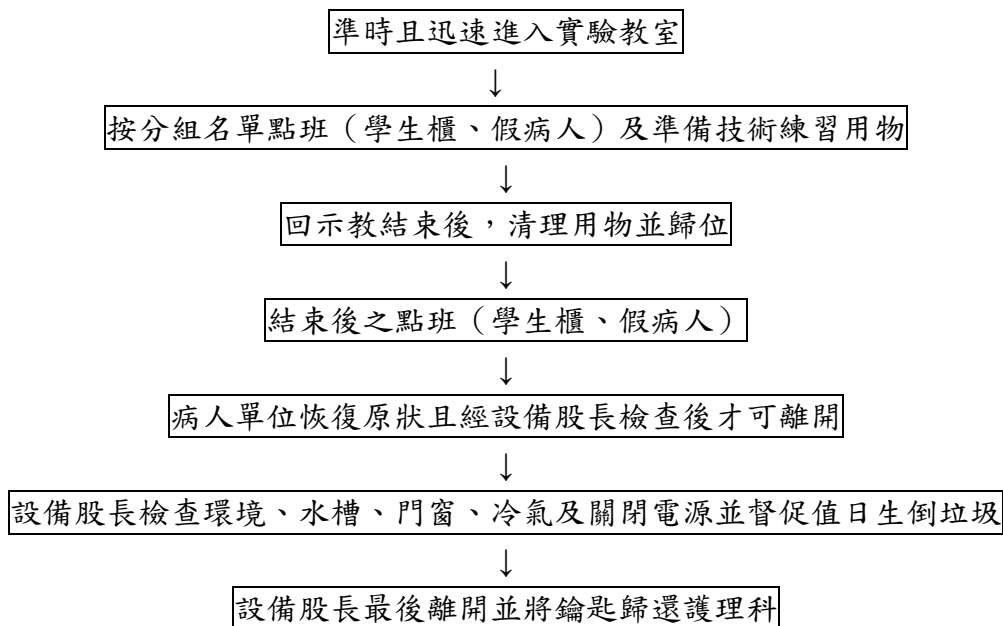 準時且迅速進入實驗教室
↓
按分組名單點班（學生櫃、假病人）及準備技術練習用物
↓
回示教結束後，清理用物並歸位
↓
結束後之點班（學生櫃、假病人）
↓
病人單位恢復原狀且經設備股長檢查後才可離開
↓
設備股長檢查環境、水槽、門窗、冷氣及關閉電源並督促值日生倒垃圾
↓
設備股長最後離開並將鑰匙歸還護理科